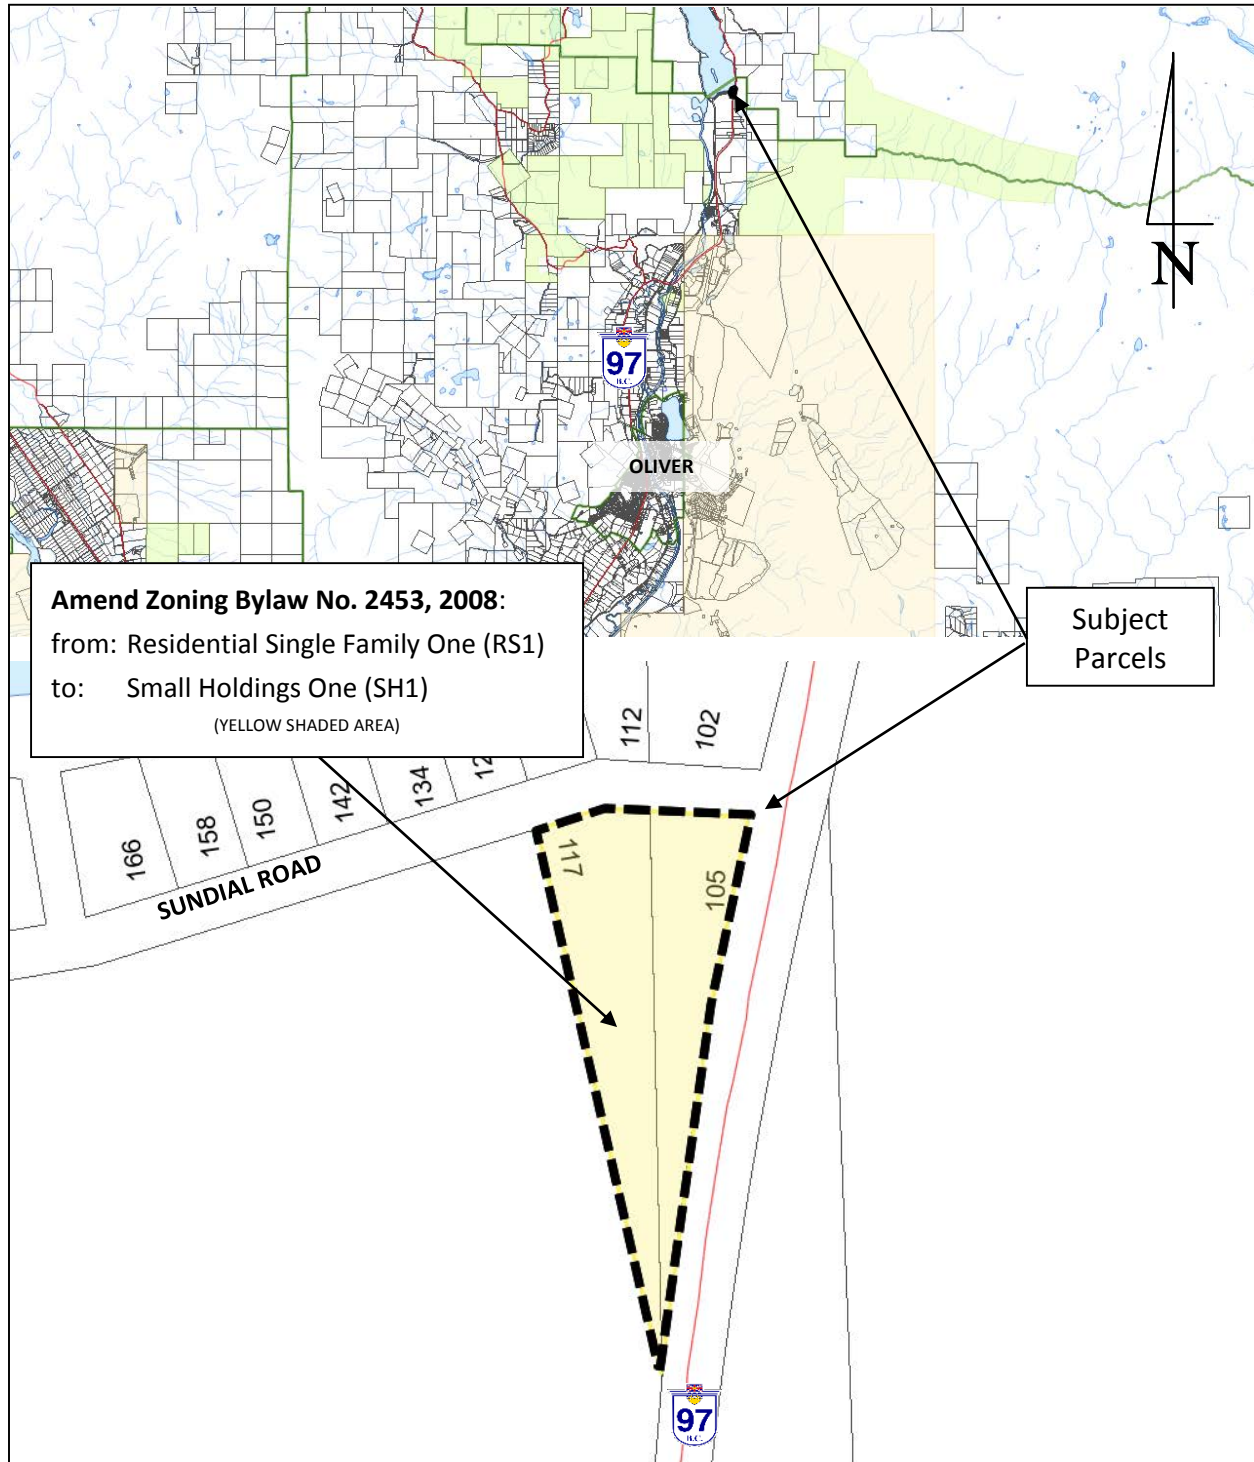 N
97
B.C.
OLIVER
Amend Zoning Bylaw No. 2453, 2008:
from: Residential Single Family One (RS1)
to: Small Holdings One (SH1)
(YELLOW SHADED AREA)
Subject
Parcels
112
102
134
142
150
158
166
SUNDIAL ROAD
117
105
97
B.C.